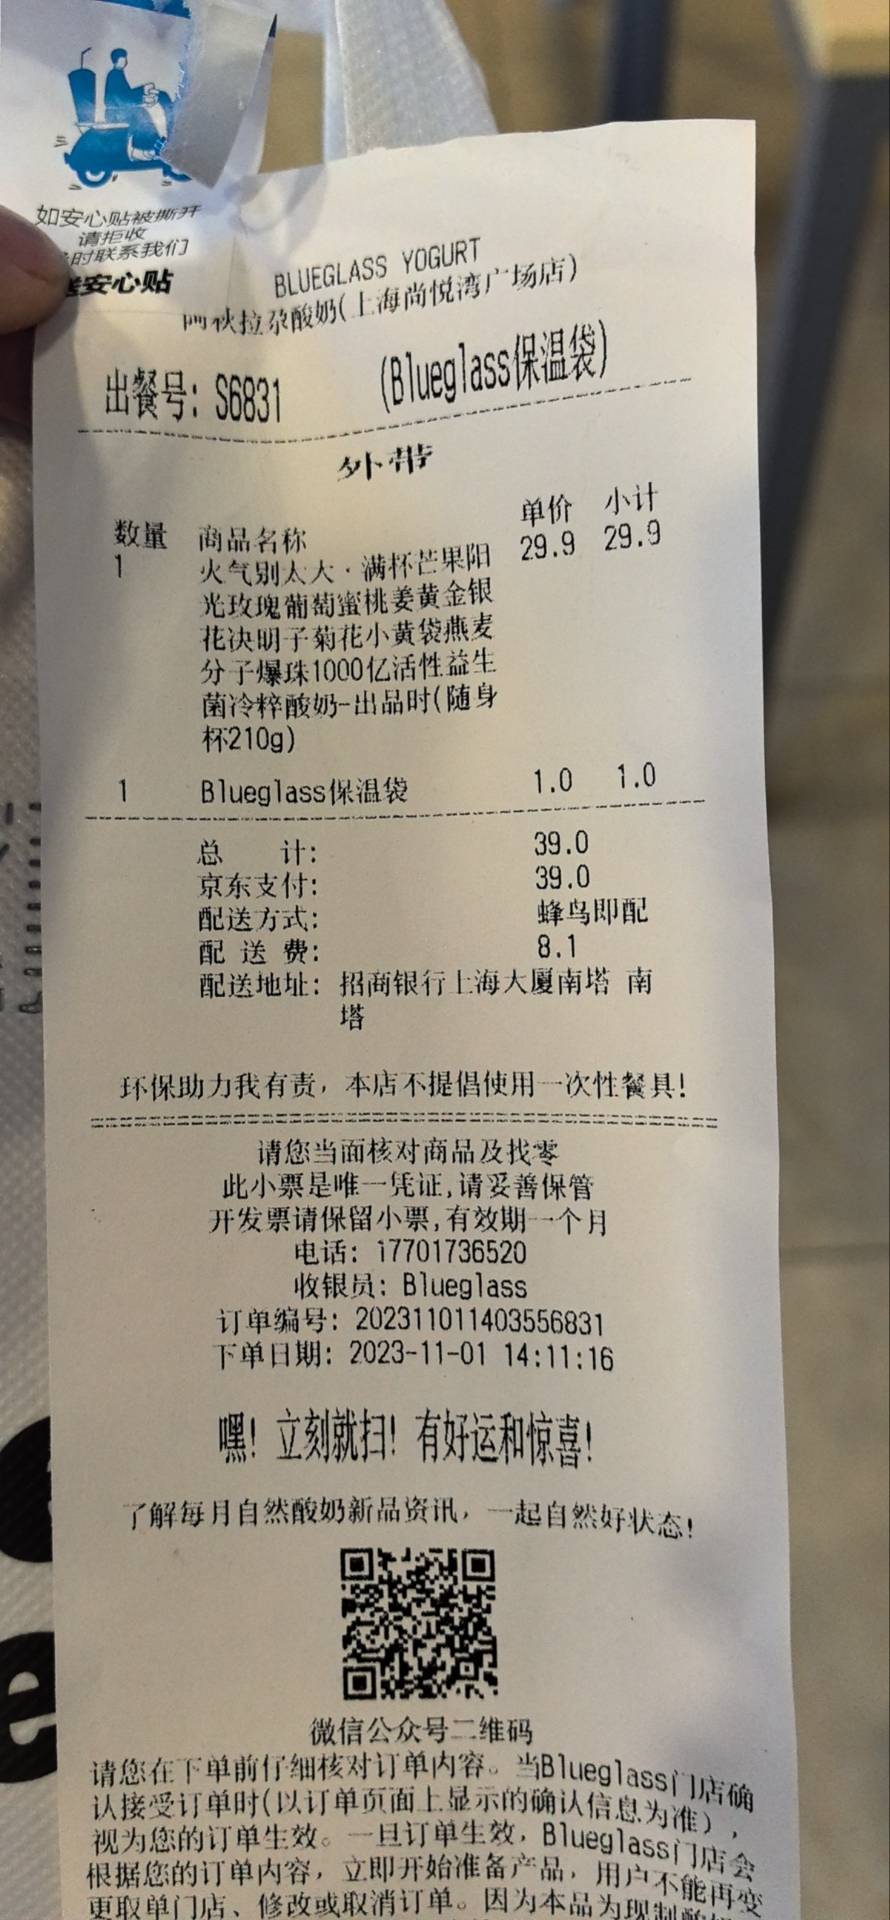 如安心贴被撕开
请拒收
时联系我们
安心贴
BLUEGLASS YOGURT
阿秋拉尕酸奶(上海尚悦湾广场店)
出餐号: S6831 (Blueglass保温袋)
外带
数量 商品名称 单价 小计
1 火气别太大·满杯芒果阳 29.9 29.9
光玫瑰葡萄蜜桃姜黄金银
花决明子菊花小黄袋燕麦
分子爆珠1000亿活性益生
菌冷粹酸奶-出品时(随身
杯210g)
1 Blueglass保温袋 1.0 1.0
总 计: 39.0
京东支付: 39.0
配送方式: 蜂鸟即配
配 送 费: 8.1
配送地址: 招商银行上海大厦南塔 南
塔
环保助力我有责，本店不提倡使用一次性餐具!
请您当面核对商品及找零
此小票是唯一凭证,请妥善保管
开发票请保留小票,有效期一个月
电话: 17701736520
收银员: Blueglass
订单编号: 202311011403556831
下单日期: 2023-11-01 14:11:16
嘿! 立刻就扫! 有好运和惊喜!
了解每月自然酸奶新品资讯，一起自然好状态!
微信公众号二维码
请您在下单前仔细核对订单内容。当Blueglass门店确
认接受订单时(以订单页面上显示的确认信息为准)，
视为您的订单生效。一旦订单生效，Blueglass门店会
根据您的订单内容，立即开始准备产品，用户不能再变
更取单门店、修改或取消订单。因为本品为现制酸
e